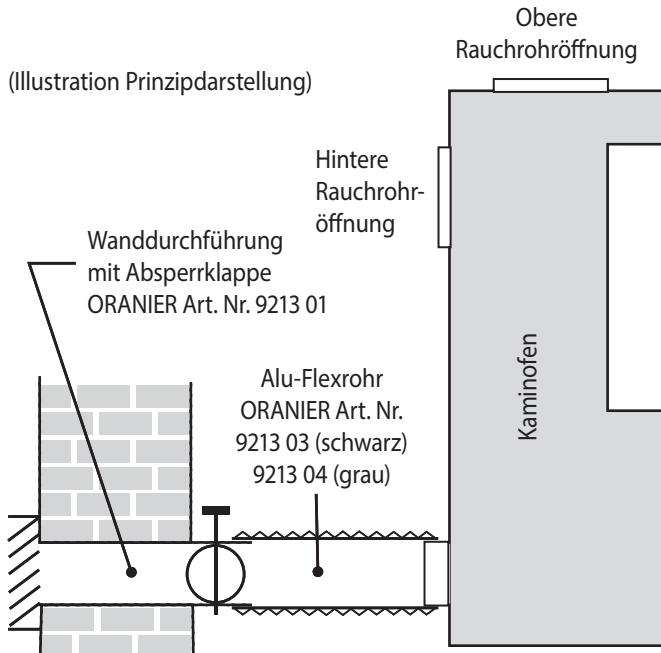 Obere
Rauchrohröffnung
(Illustration Prinzipdarstellung)
Hintere
Rauchrohr-
öffnung
Wanddurchführung
mit Absperrklappe
ORANIER Art. Nr. 9213 01
Alu-Flexrohr
ORANIER Art. Nr.
9213 03 (schwarz)
9213 04 (grau)
Kaminofen